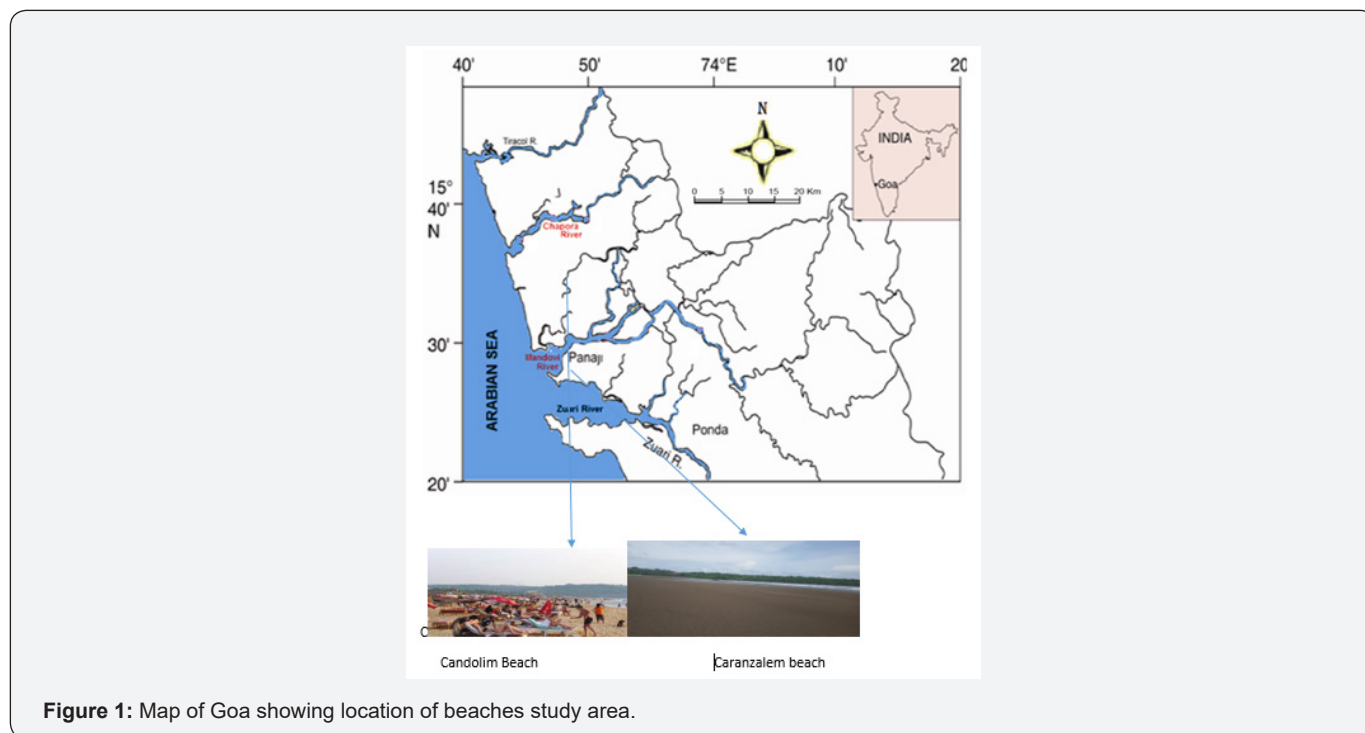 40' 50' 74°E 10' 20
N
INDIA
Goa
Tiracol R.
0 5 10 15 20 Km
15°
40'
N
Chapora
River
ARABIAN SEA
30'
Mandovi
River
Panaji
Zuari River
Ponda
Zuari R.
20'
C
Candolim Beach Caranzalem beach
Figure 1: Map of Goa showing location of beaches study area.